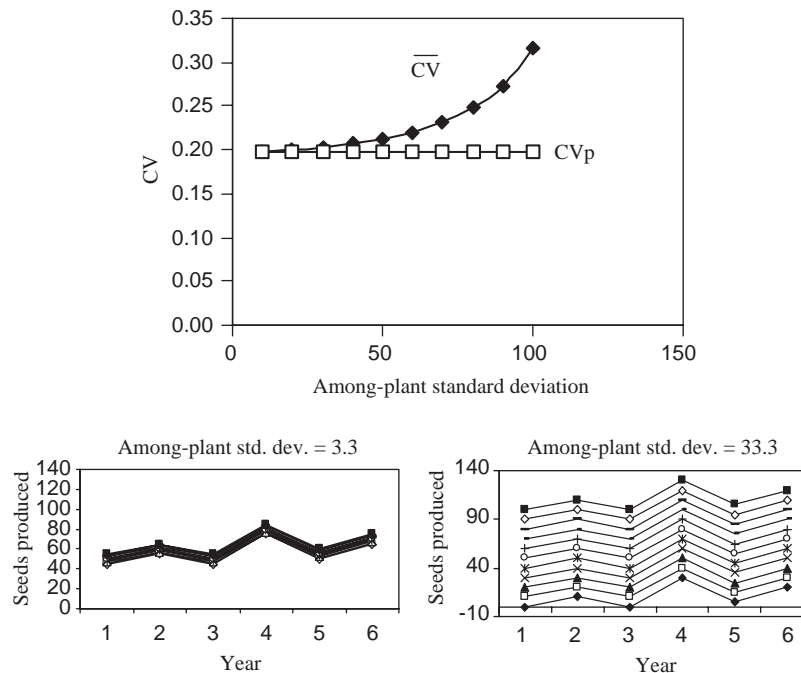 0.35
0.30
CV
0.25
0.20
CV
CVp
0.15
0.10
0.05
0.00
0 50 100 150
Among-plant standard deviation
Among-plant std. dev. = 3.3
140
120
100
80
60
40
20
0
Seeds produced
1 2 3 4 5 6
Year
Among-plant std. dev. = 33.3
140
90
40
-10
Seeds produced
1 2 3 4 5 6
Year